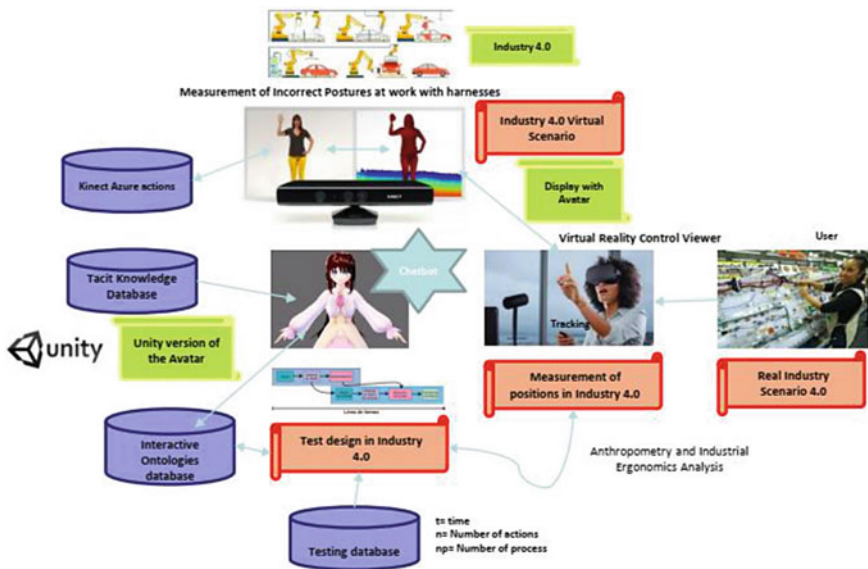 Industry 4.0
Measurement of Incorrect Postures at work with harnesses
Industry 4.0 Virtual
Scenario
Kinect Azure actions
KINECT
Display with
Avatar
Virtual Reality Control Viewer
User
Tacit Knowledge
Database
Chatbot
Tracking
unity
Unity version
of the Avatar
Measurement of
positions in Industry 4.0
Real Industry
Scenario 4.0
Interactive
Ontologies
database
Test design in Industry
4.0
Anthropometry and Industrial
Ergonomics Analysis
Testing database
t= time
n= Number of actions
np= Number of process